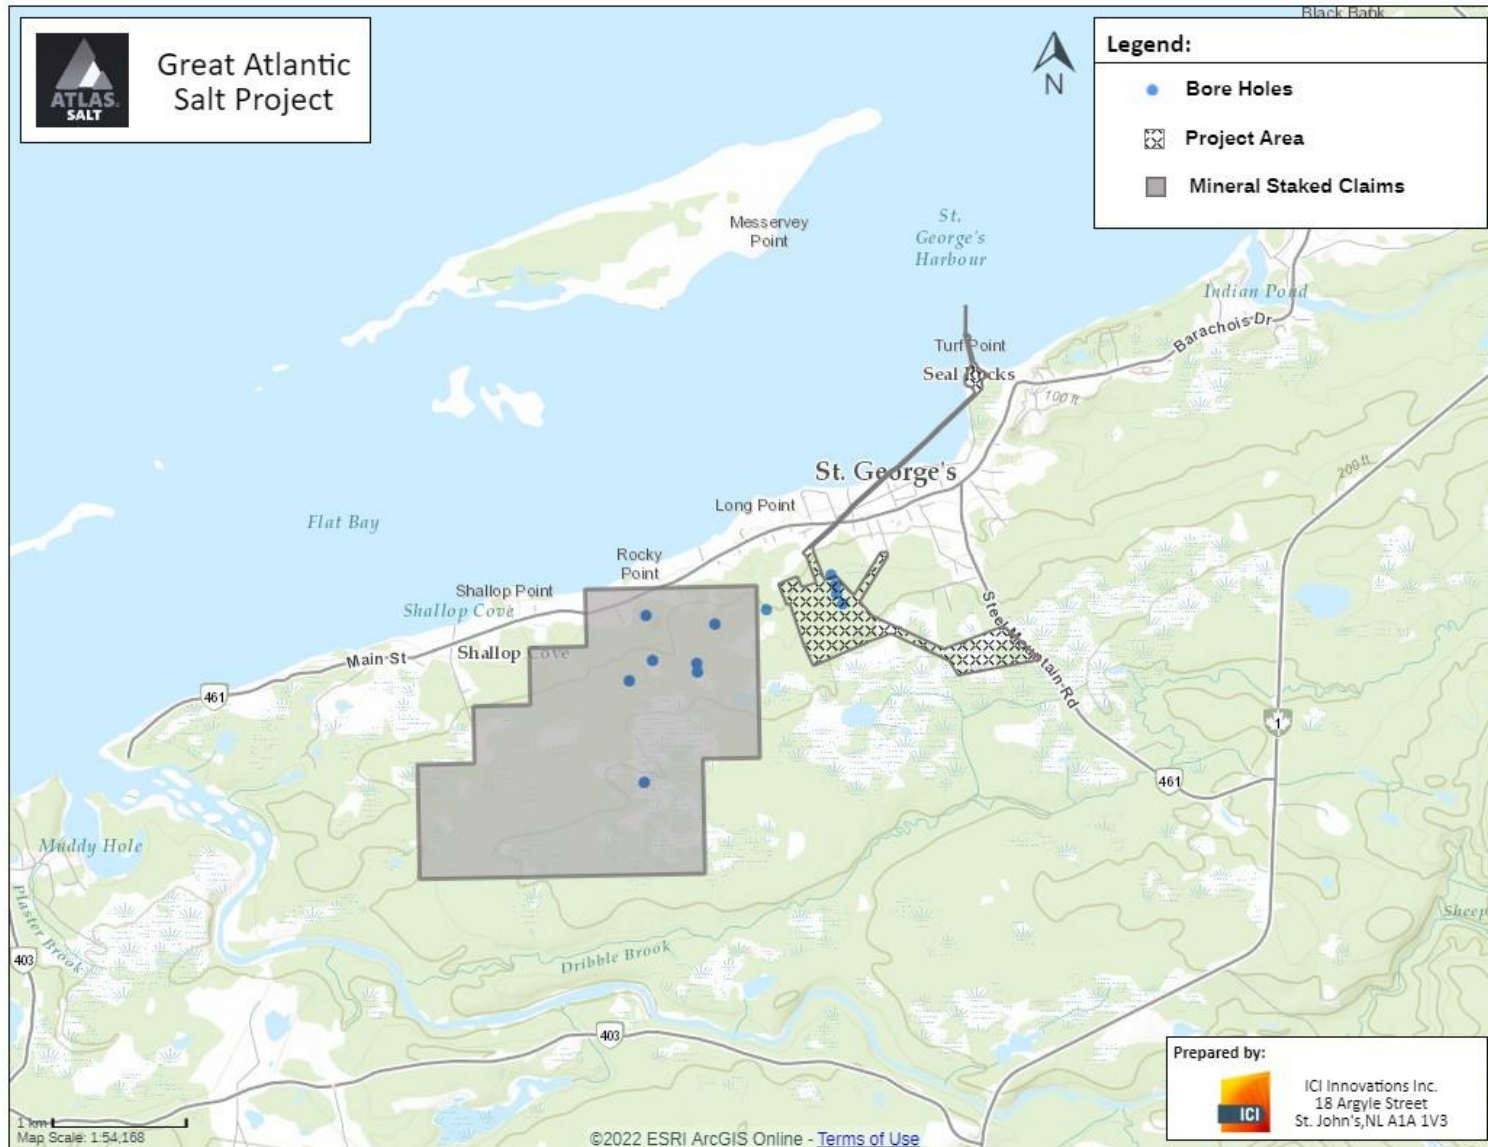 Black Bank
ATLAS
SALT
Great Atlantic
Salt Project
N
Legend:
Bore Holes
Project Area
Mineral Staked Claims
Messervey
Point
St.
George's
Harbour
Indian Pond
Barachois Dr
Turf Point
Seal Rocks
100 ft
St. George's
200 ft
Long Point
Flat Bay
Rocky
Point
Shallop Point
Shallop Cove
Steel Mountain Rd
Main St
Shallop Cove
461
1
461
Muddy Hole
Plaster Brook
Sheep
Dribble Brook
403
403
Prepared by:
ICI
ICI Innovations Inc.
18 Argyle Street
St. John's,NL A1A 1V3
1 km
Map Scale: 1:54,168
©2022 ESRI ArcGIS Online - Terms of Use